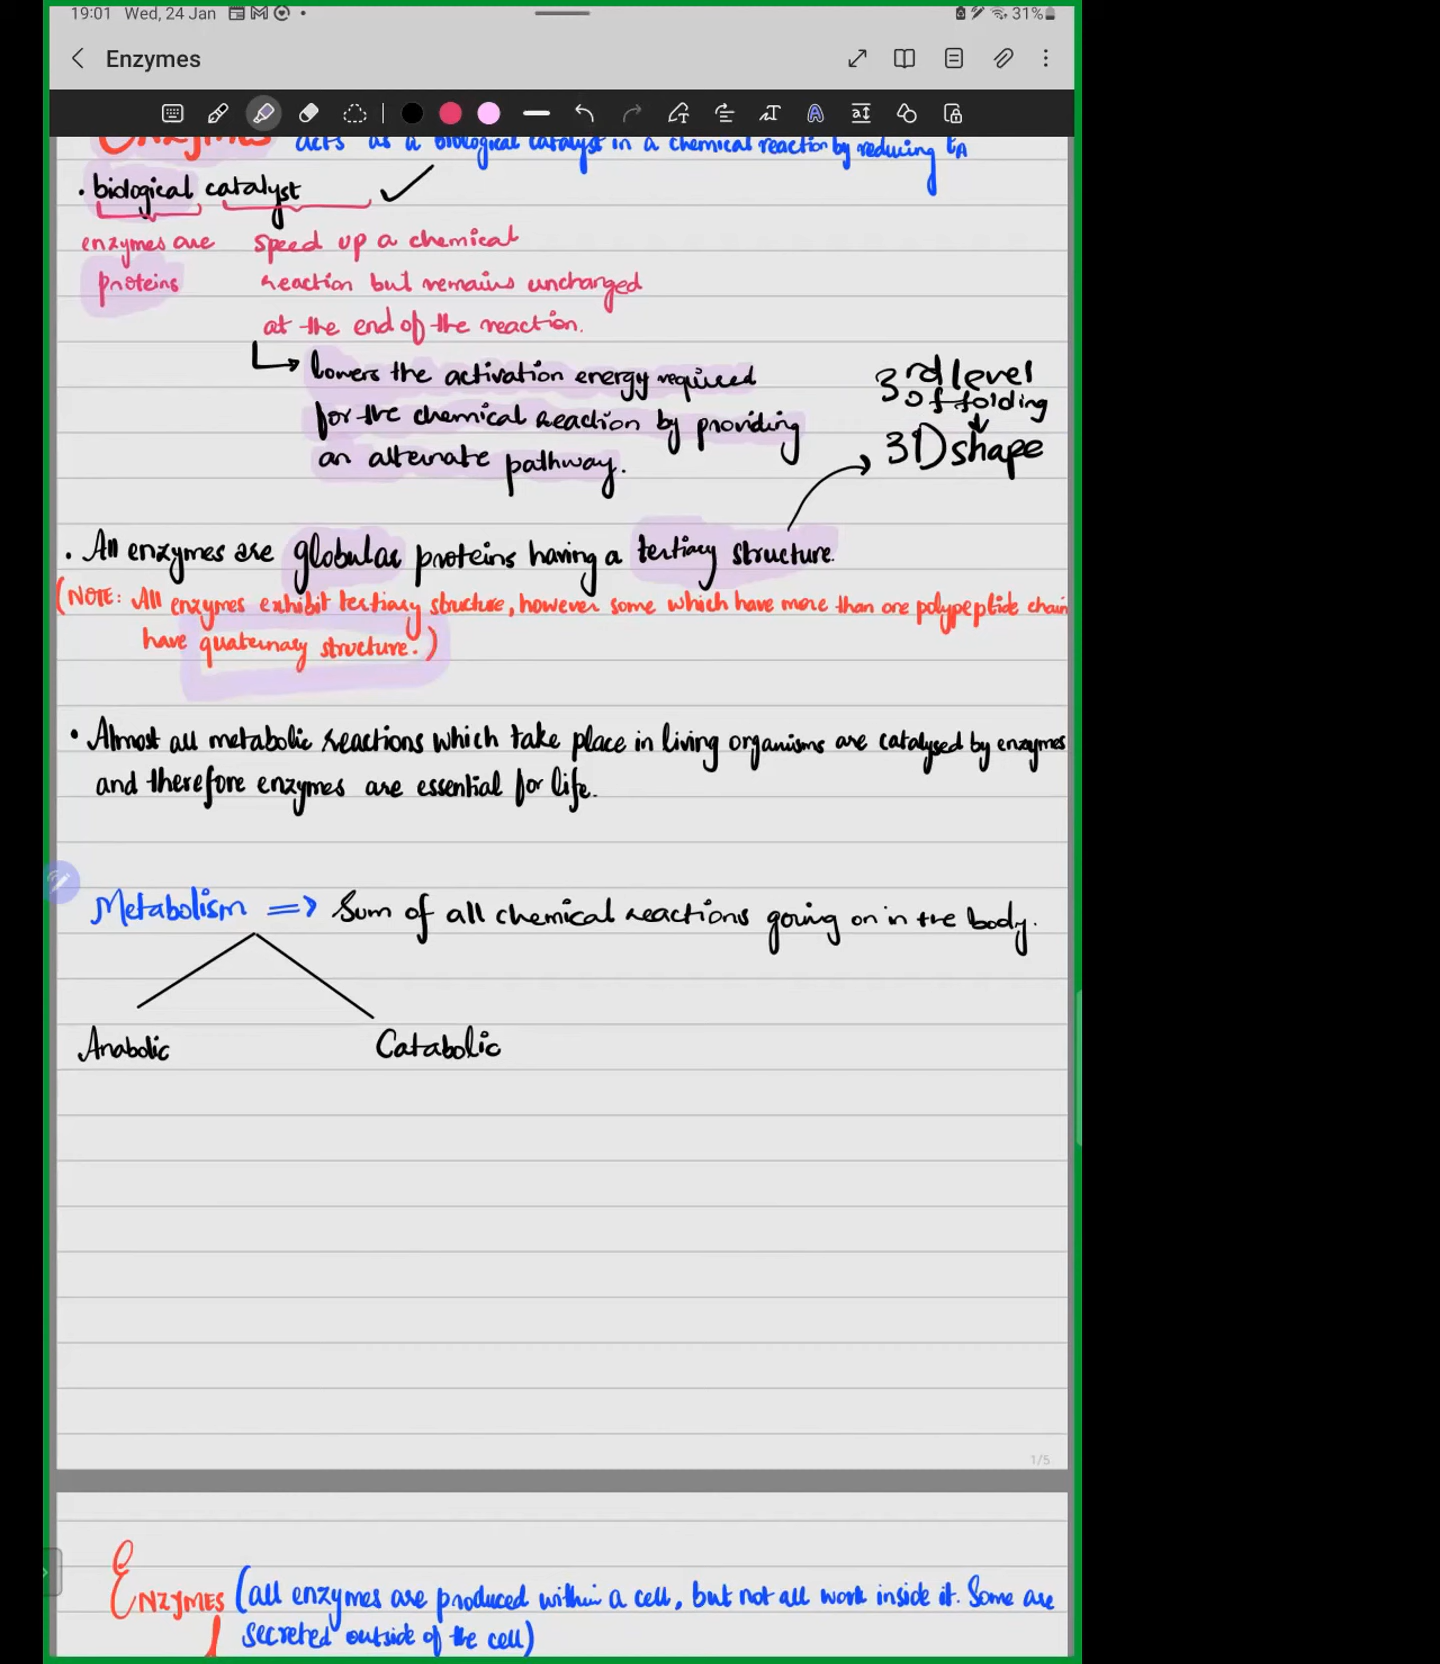 19:01 Wed, 24 Jan
31%
Enzymes
Enzymes acts as a biological catalyst in a chemical reaction by reducing EA
• biological catalyst ✓
enzymes are speed up a chemical
proteins reaction but remains unchanged
at the end of the reaction.
↳ lowers the activation energy required
for the chemical reaction by providing
an alternate pathway.
3rd level
of folding
↓
3D shape
• All enzymes are globular proteins having a tertiary structure.
(NOTE: All enzymes exhibit tertiary structure, however some which have more than one polypeptide chain
have quaternary structure.)
• Almost all metabolic reactions which take place in living organisms are catalysed by enzymes
and therefore enzymes are essential for life.
Metabolism => Sum of all chemical reactions going on in the body.
Anabolic Catabolic
1/5
ENZYMES (all enzymes are produced within a cell, but not all work inside it. Some are
secreted outside of the cell)